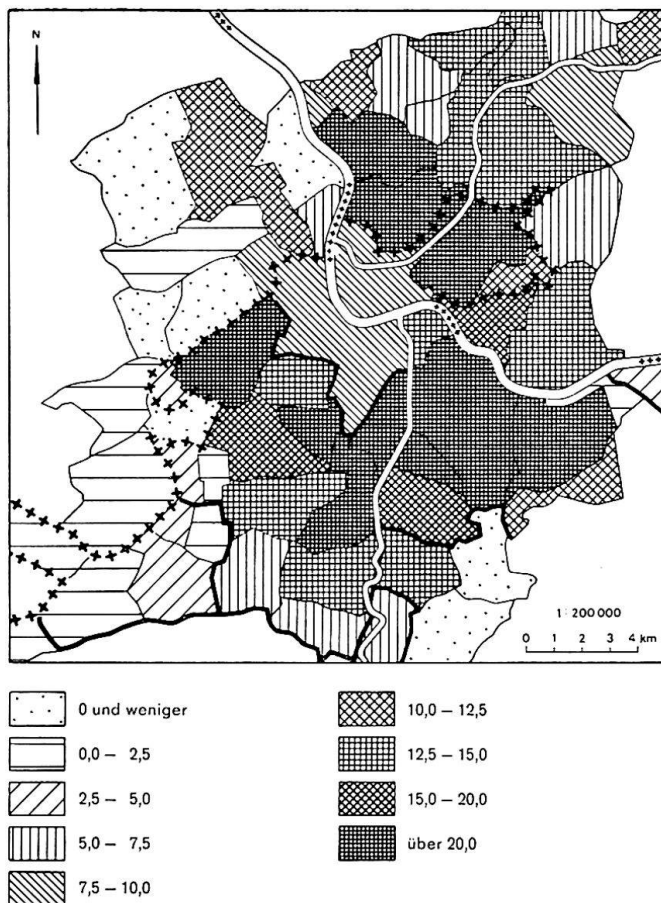 N
1:200 000
0 1 2 3 4 km
0 und weniger
0,0 – 2,5
2,5 – 5,0
5,0 – 7,5
7,5 – 10,0
10,0 – 12,5
12,5 – 15,0
15,0 – 20,0
über 20,0